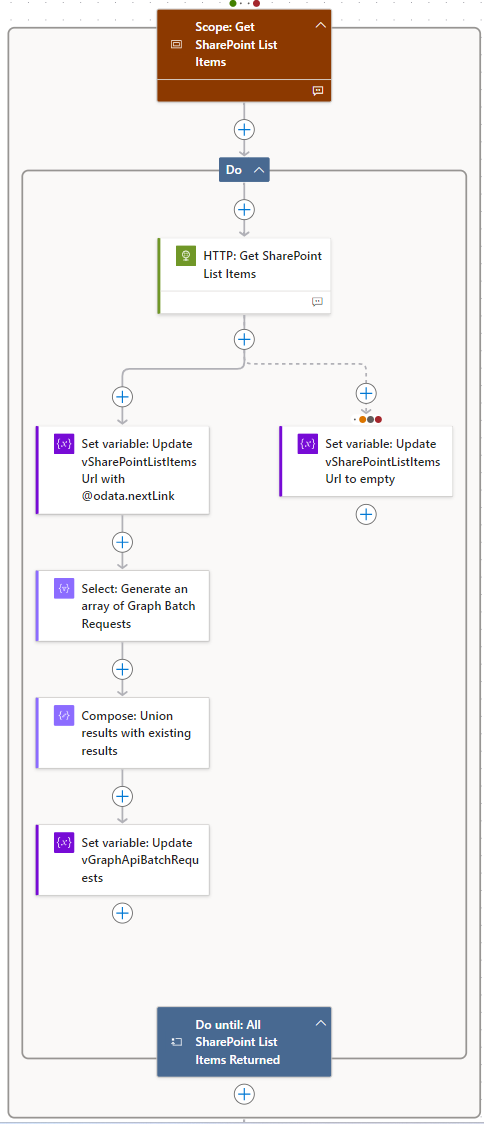 Scope: Get
SharePoint List
Items
Do
HTTP: Get SharePoint
List Items
Set variable: Update
vSharePointListItems
Url with
@odata.nextLink
Set variable: Update
vSharePointListItems
Url to empty
Select: Generate an
array of Graph Batch
Requests
Compose: Union
results with existing
results
Set variable: Update
vGraphApiBatchRequ
ests
Do until: All
SharePoint List
Items Returned